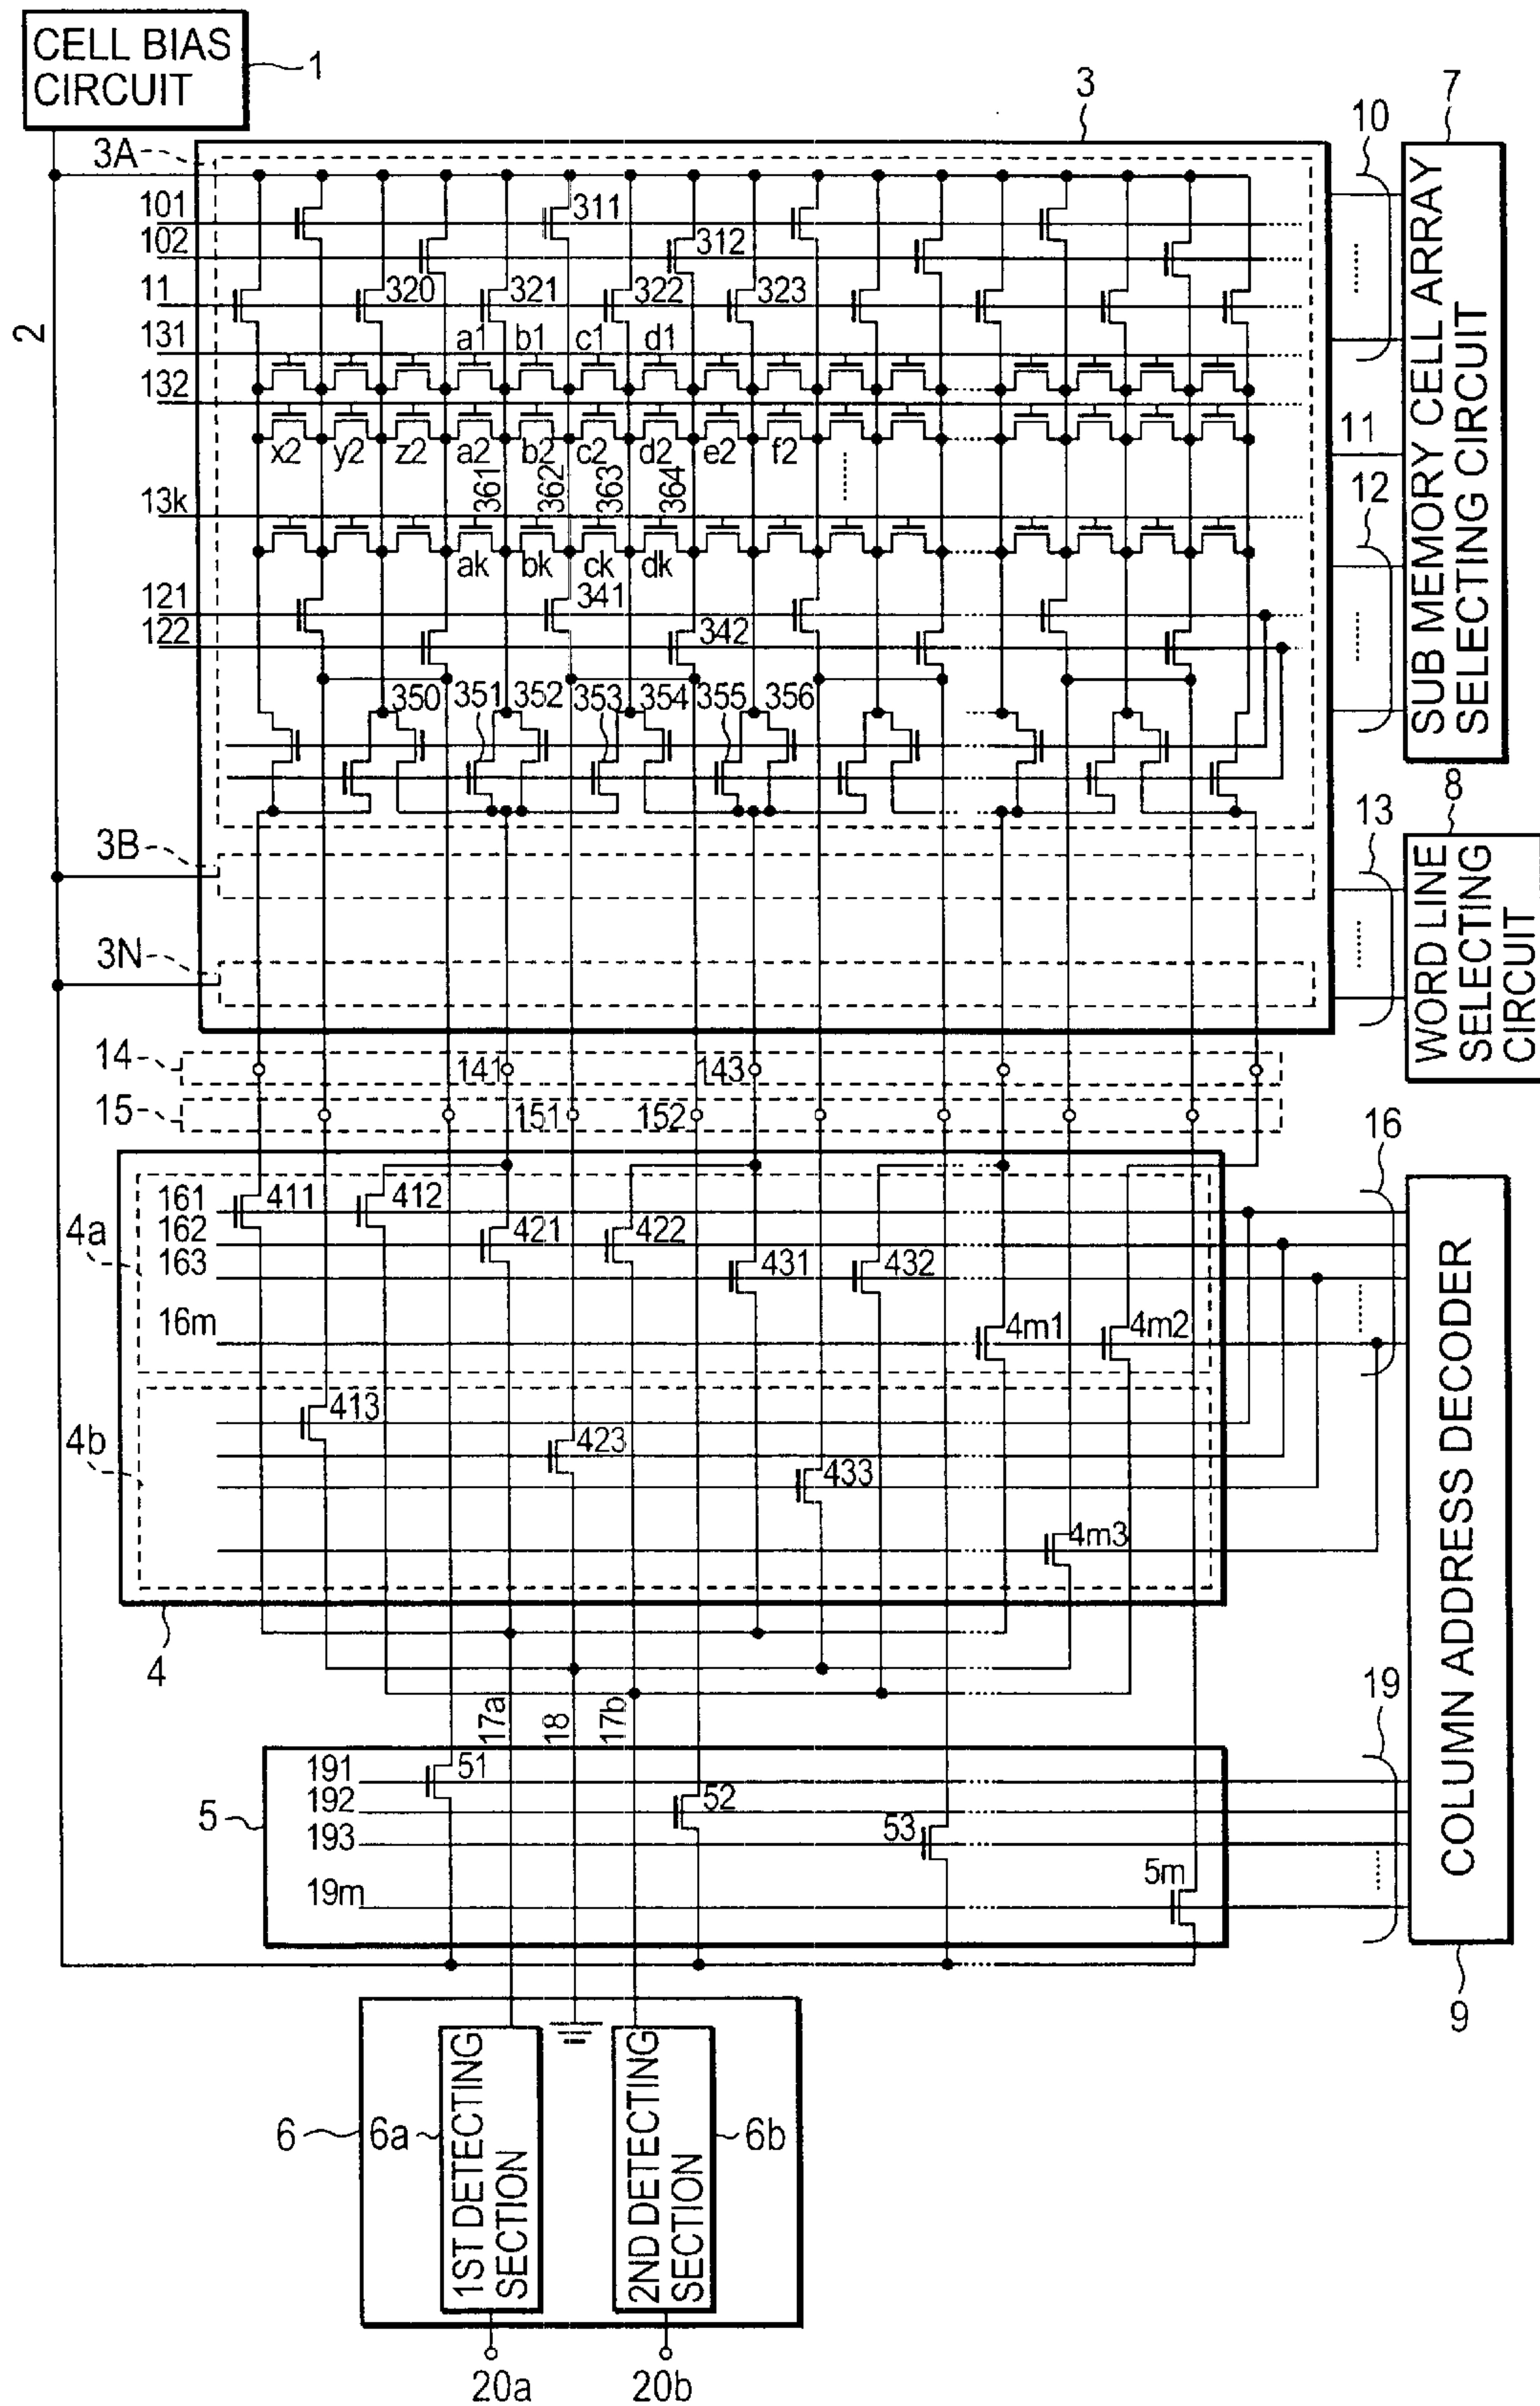 CELL BIAS
CIRCUIT
1
2
3
3A
101
102
11
131
132
13k
121
122
311
312
320
321
322
323
a1
b1
c1
d1
x2
y2
z2
a2
b2
c2
d2
e2
f2
361
362
363
364
ak
bk
ck
dk
341
342
350
351
352
353
354
355
356
3B
3N
10
7
SUB MEMORY CELL ARRAY
SELECTING CIRCUIT
11
12
8
13
WORD LINE
SELECTING
CIRCUIT
14
141
143
15
151
152
16
4a
161
162
163
16m
411
412
421
422
431
432
4m1
4m2
4b
413
423
433
4m3
4
17a
18
17b
COLUMN ADDRESS DECODER
19
9
5
191
192
193
19m
51
52
53
5m
6
6a
1ST DETECTING
SECTION
2ND DETECTING
SECTION
6b
20a
20b